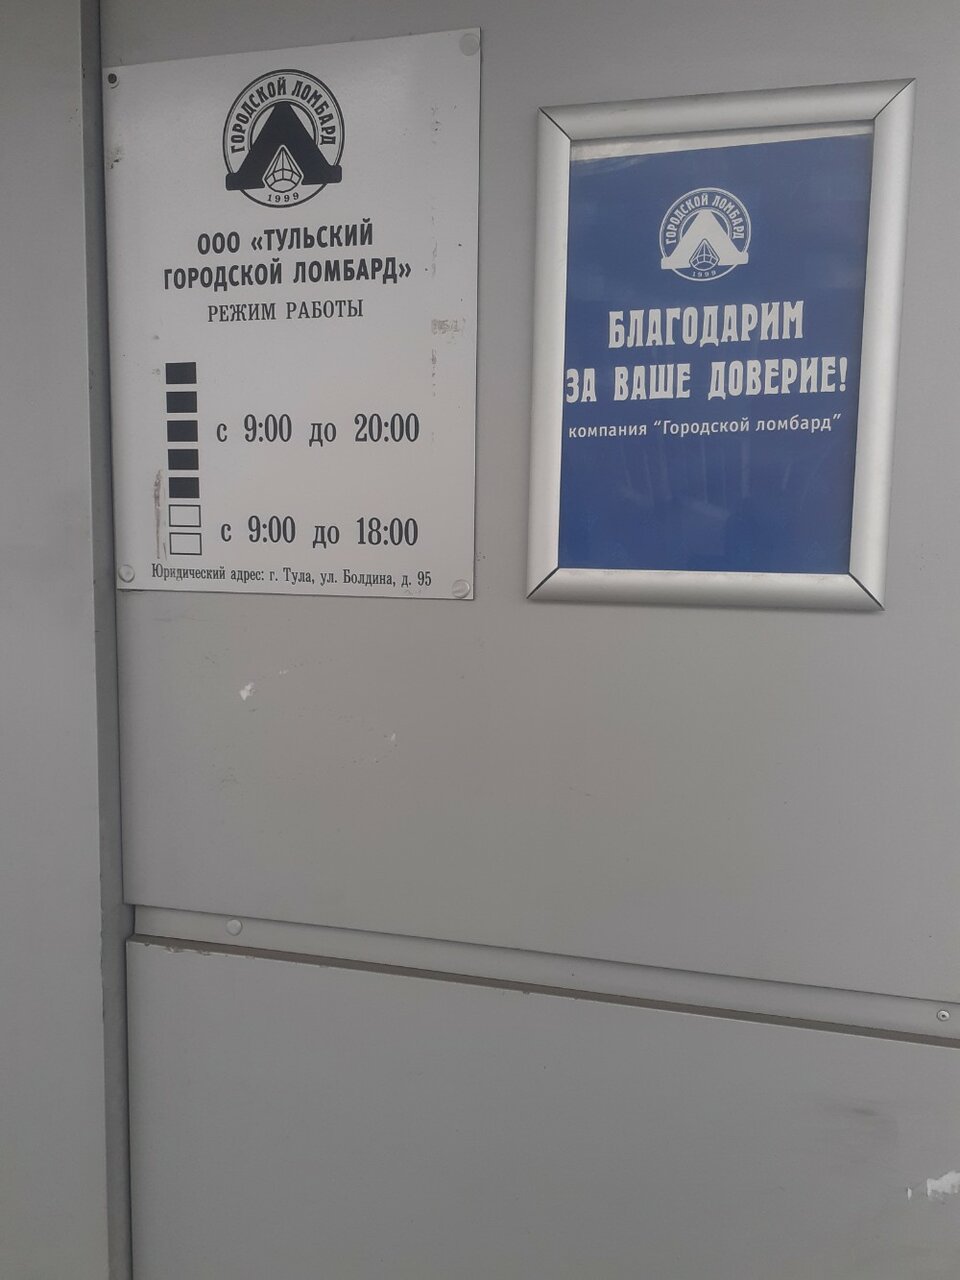 ГОРОДСКОЙ ЛОМБАРД
1999
ООО «ТУЛЬСКИЙ
ГОРОДСКОЙ ЛОМБАРД»
РЕЖИМ РАБОТЫ
с 9:00 до 20:00
с 9:00 до 18:00
Юридический адрес: г. Тула, ул. Болдина, д. 95
ГОРОДСКОЙ ЛОМБАРД
1999
БЛАГОДАРИМ
ЗА ВАШЕ ДОВЕРИЕ!
компания "Городской ломбард"